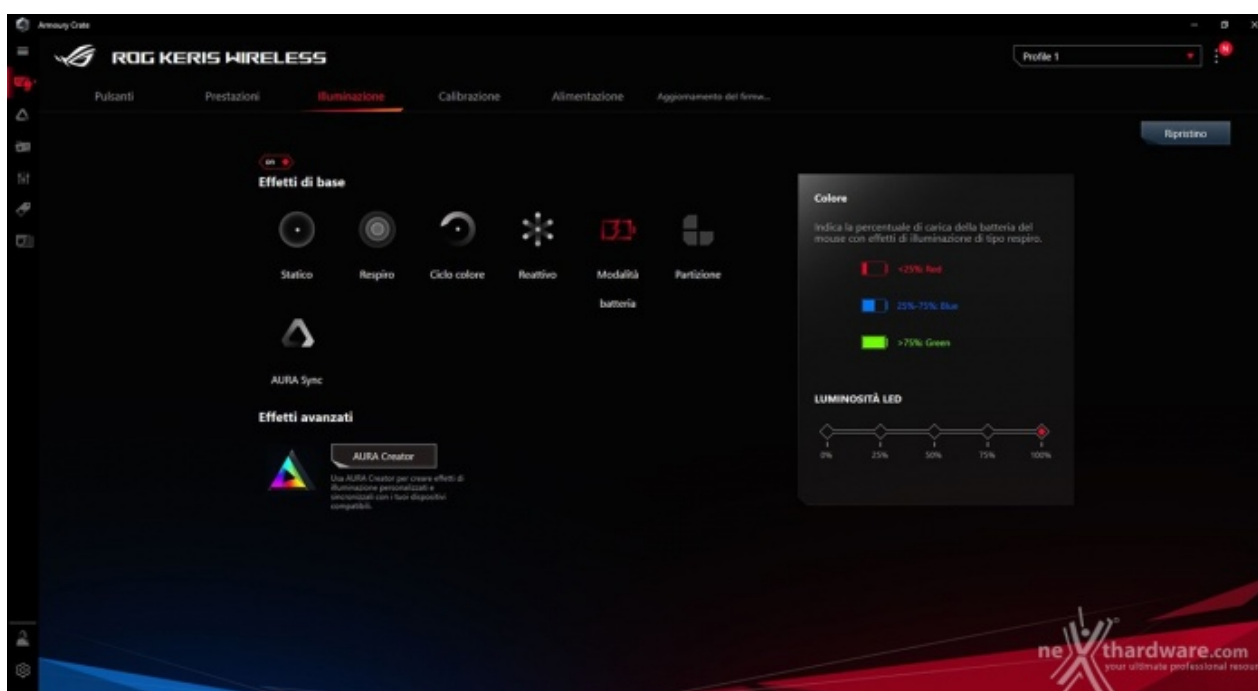 Armoury Crate
ROG KERIS WIRELESS
Profile 1
N
Pulsanti
Prestazioni
Illuminazione
Calibrazione
Alimentazione
Aggiornamento del firmw...
Ripristino
on
Effetti di base
Statico
Respiro
Ciclo colore
Reattivo
Modalità
batteria
Partizione
AURA Sync
Effetti avanzati
AURA Creator
Usa AURA Creator per creare effetti di
illuminazione personalizzati e
sincronizzali con i tuoi dispositivi
compatibili.
Colore
Indica la percentuale di carica della batteria del
mouse con effetti di illuminazione di tipo respiro.
<25%: Red
25%-75%: Blue
>75%: Green
LUMINOSITÀ LED
0%
25%
50%
75%
100%
nexthardware.com
your ultimate professional resour